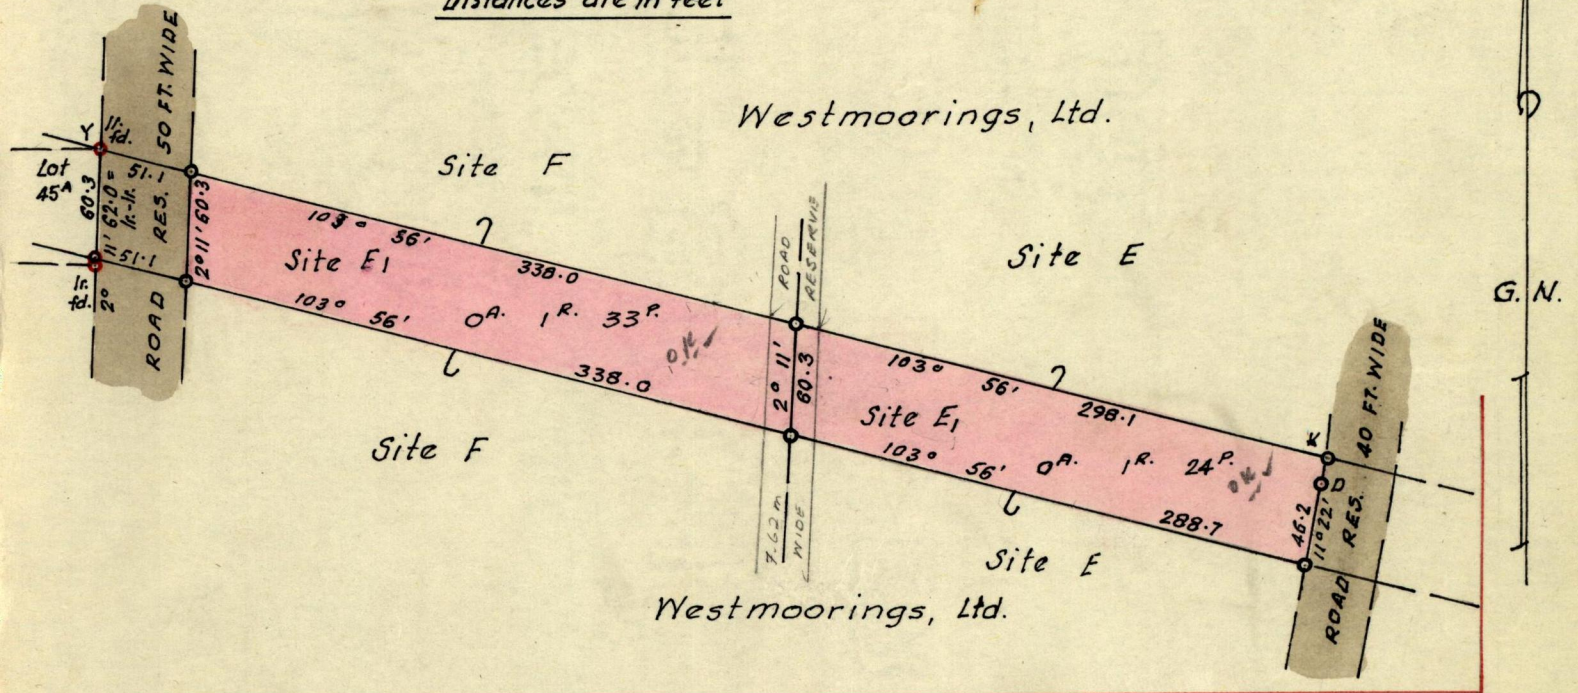 Distances are in feet
50 FT. WIDE
ROAD RES.
Y
Ir. fd.
Lot
45A
51.1
60.3
2° 11' 62.0 =
Ir.-Ir.
51.1
Ir. fd.
2° 11' 60.3
Westmoorings, Ltd.
Site F
Site E
G. N.
103° 56'
338.0
Site E1
0A. 1R. 33P.
O.K.
103° 56'
338.0
ROAD
RESERVE
2° 11'
60.3
7.62 m
WIDE
103° 56'
298.1
Site E1
0A. 1R. 24P.
O.K.
103° 56'
288.7
K
D
46.2
11° 22'
40 FT. WIDE
ROAD RES.
Site F
Site E
Westmoorings, Ltd.